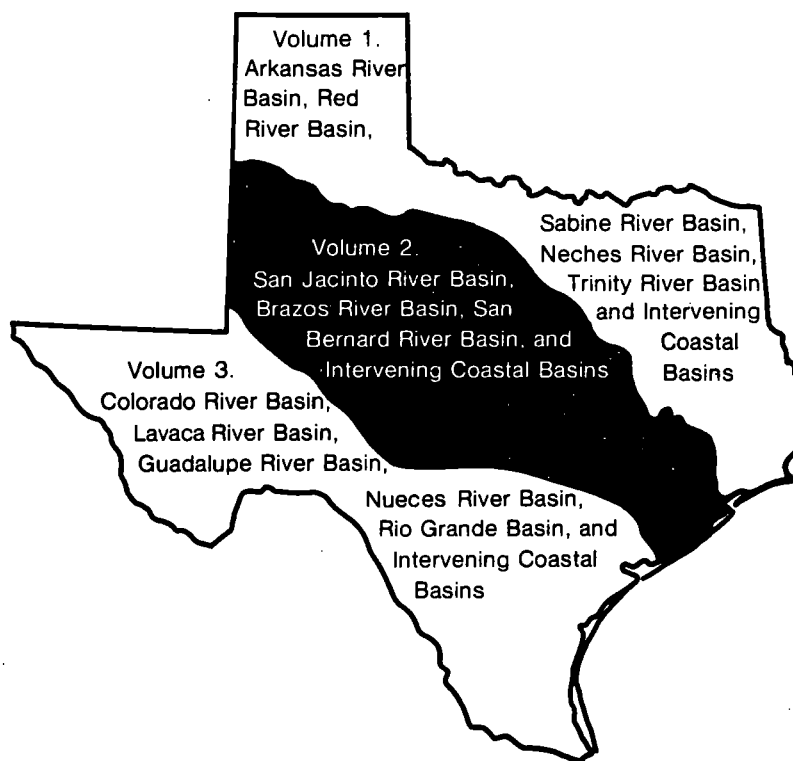 Volume 1.
Arkansas River
Basin, Red
River Basin,
Sabine River Basin,
Neches River Basin,
Trinity River Basin
and Intervening
Coastal
Basins
Volume 2.
San Jacinto River Basin,
Brazos River Basin, San
Bernard River Basin, and
Intervening Coastal Basins
Volume 3.
Colorado River Basin,
Lavaca River Basin,
Guadalupe River Basin,
Nueces River Basin,
Rio Grande Basin, and
Intervening Coastal
Basins